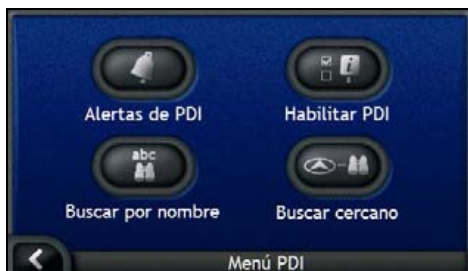 Alertas de PDI
Habilitar PDI
abc
Buscar por nombre
Buscar cercano
Menú PDI